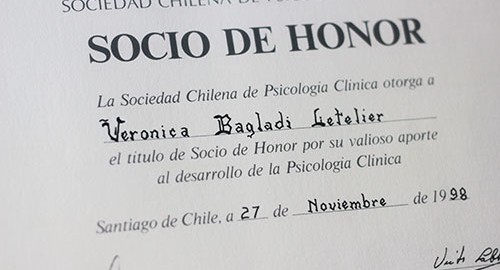 SOCIEDAD CHILENA DE
SOCIO DE HONOR
La Sociedad Chilena de Psicología Clínica otorga a
Veronica Bagladi Letelier
el título de Socio de Honor por su valioso aporte
al desarrollo de la Psicología Clínica
Santiago de Chile, a 27 de Noviembre de 1998